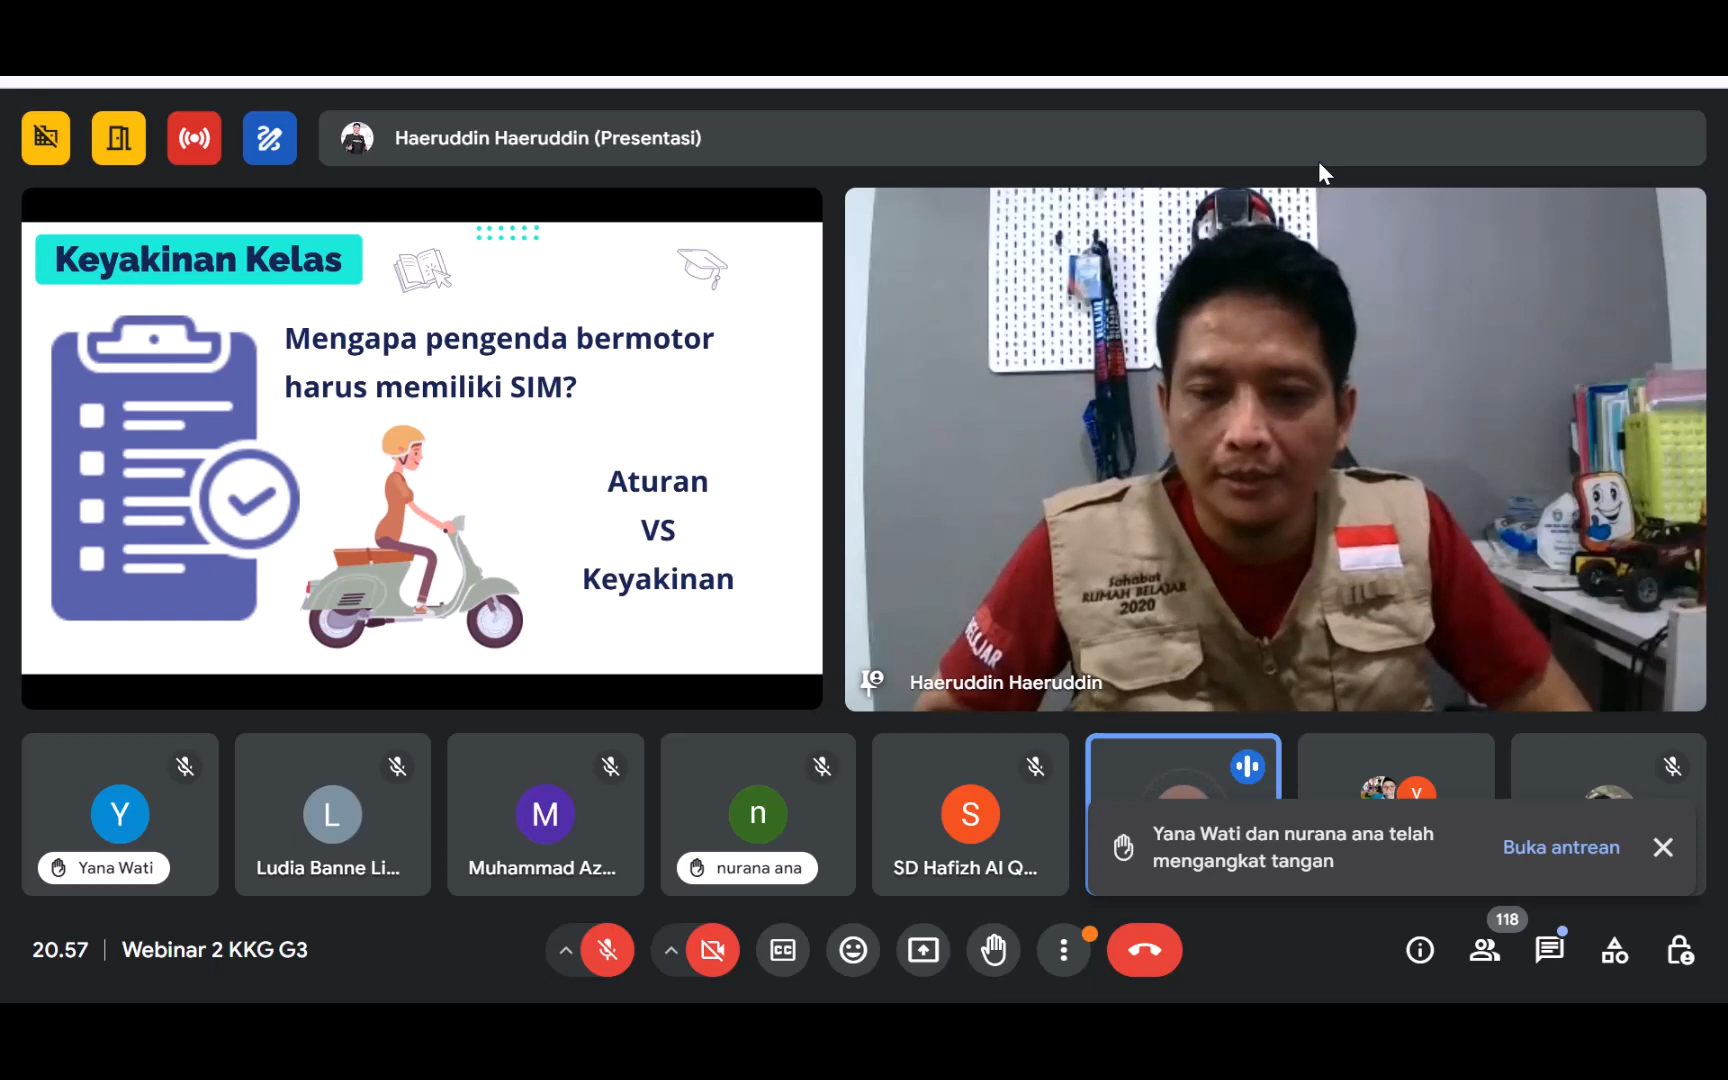 Haeruddin Haeruddin (Presentasi)
Keyakinan Kelas
Mengapa pengenda bermotor
harus memiliki SIM?
Aturan
VS
Keyakinan
Sahabat
RUMAH BELAJAR
2020
ELAJAR
Haeruddin Haeruddin
Y
L
M
n
S
V
Yana Wati
Ludia Banne Li...
Muhammad Az...
nurana ana
SD Hafizh Al Q...
Yana Wati dan nurana ana telah
mengangkat tangan
Buka antrean
20.57
Webinar 2 KKG G3
CC
118